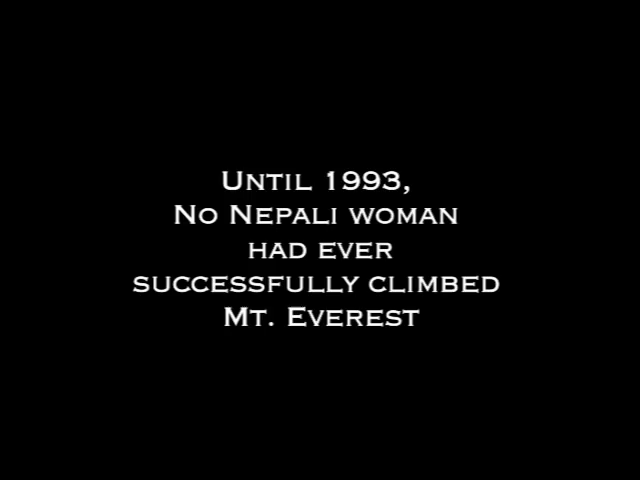 Until 1993,
No Nepali woman
had ever
successfully climbed
Mt. Everest